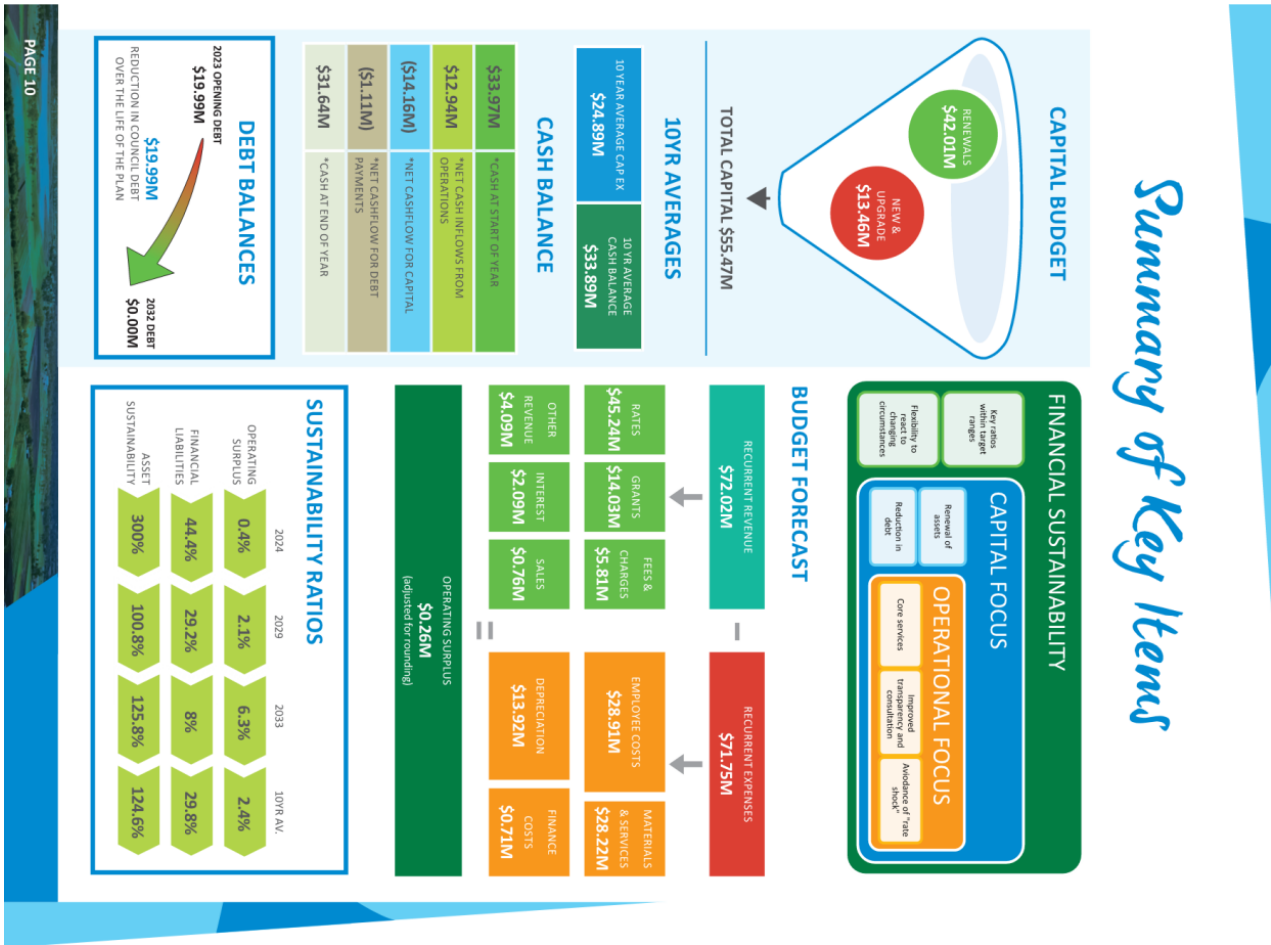 Summary of Key Items
CAPITAL BUDGET
RENEWALS
$42.01M
NEW &
UPGRADE
$13.46M
TOTAL CAPITAL $55.47M
10YR AVERAGES
10 YEAR AVERAGE CAP EX
$24.89M
10 YR AVERAGE
CASH BALANCE
$33.89M
CASH BALANCE
$33.97M
*CASH AT START OF YEAR
$12.94M
*NET CASH INFLOWS FROM
OPERATIONS
($14.16M)
*NET CASHFLOW FOR CAPITAL
($1.11M)
*NET CASHFLOW FOR DEBT
PAYMENTS
$31.64M
*CASH AT END OF YEAR
DEBT BALANCES
2023 OPENING DEBT
$19.99M
$19.99M
REDUCTION IN COUNCIL DEBT
OVER THE LIFE OF THE PLAN
2032 DEBT
$0.00M
FINANCIAL SUSTAINABILITY
Key ratios
within target
ranges
Flexibility to
react to
changing
circumstances
CAPITAL FOCUS
Renewal of
assets
Reduction in
debt
OPERATIONAL FOCUS
Core services
Improved
transparency and
consultation
Aviodance of "rate
shock"
BUDGET FORECAST
RECURRENT REVENUE
$72.02M
-
RECURRENT EXPENSES
$71.75M
RATES
$45.24M
GRANTS
$14.03M
FEES &
CHARGES
$5.81M
OTHER
REVENUE
$4.09M
INTEREST
$2.09M
SALES
$0.76M
EMPLOYEE COSTS
$28.91M
MATERIALS
& SERVICES
$28.22M
DEPRECIATION
$13.92M
FINANCE
COSTS
$0.71M
=
OPERATING SURPLUS
$0.26M
(adjusted for rounding)
SUSTAINABILITY RATIOS
2024 2029 2033 10YR AV.
OPERATING
SURPLUS
0.4% 2.1% 6.3% 2.4%
FINANCIAL
LIABILITIES
44.4% 29.2% 8% 29.8%
ASSET
SUSTAINABILITY
300% 100.8% 125.8% 124.6%
PAGE 10